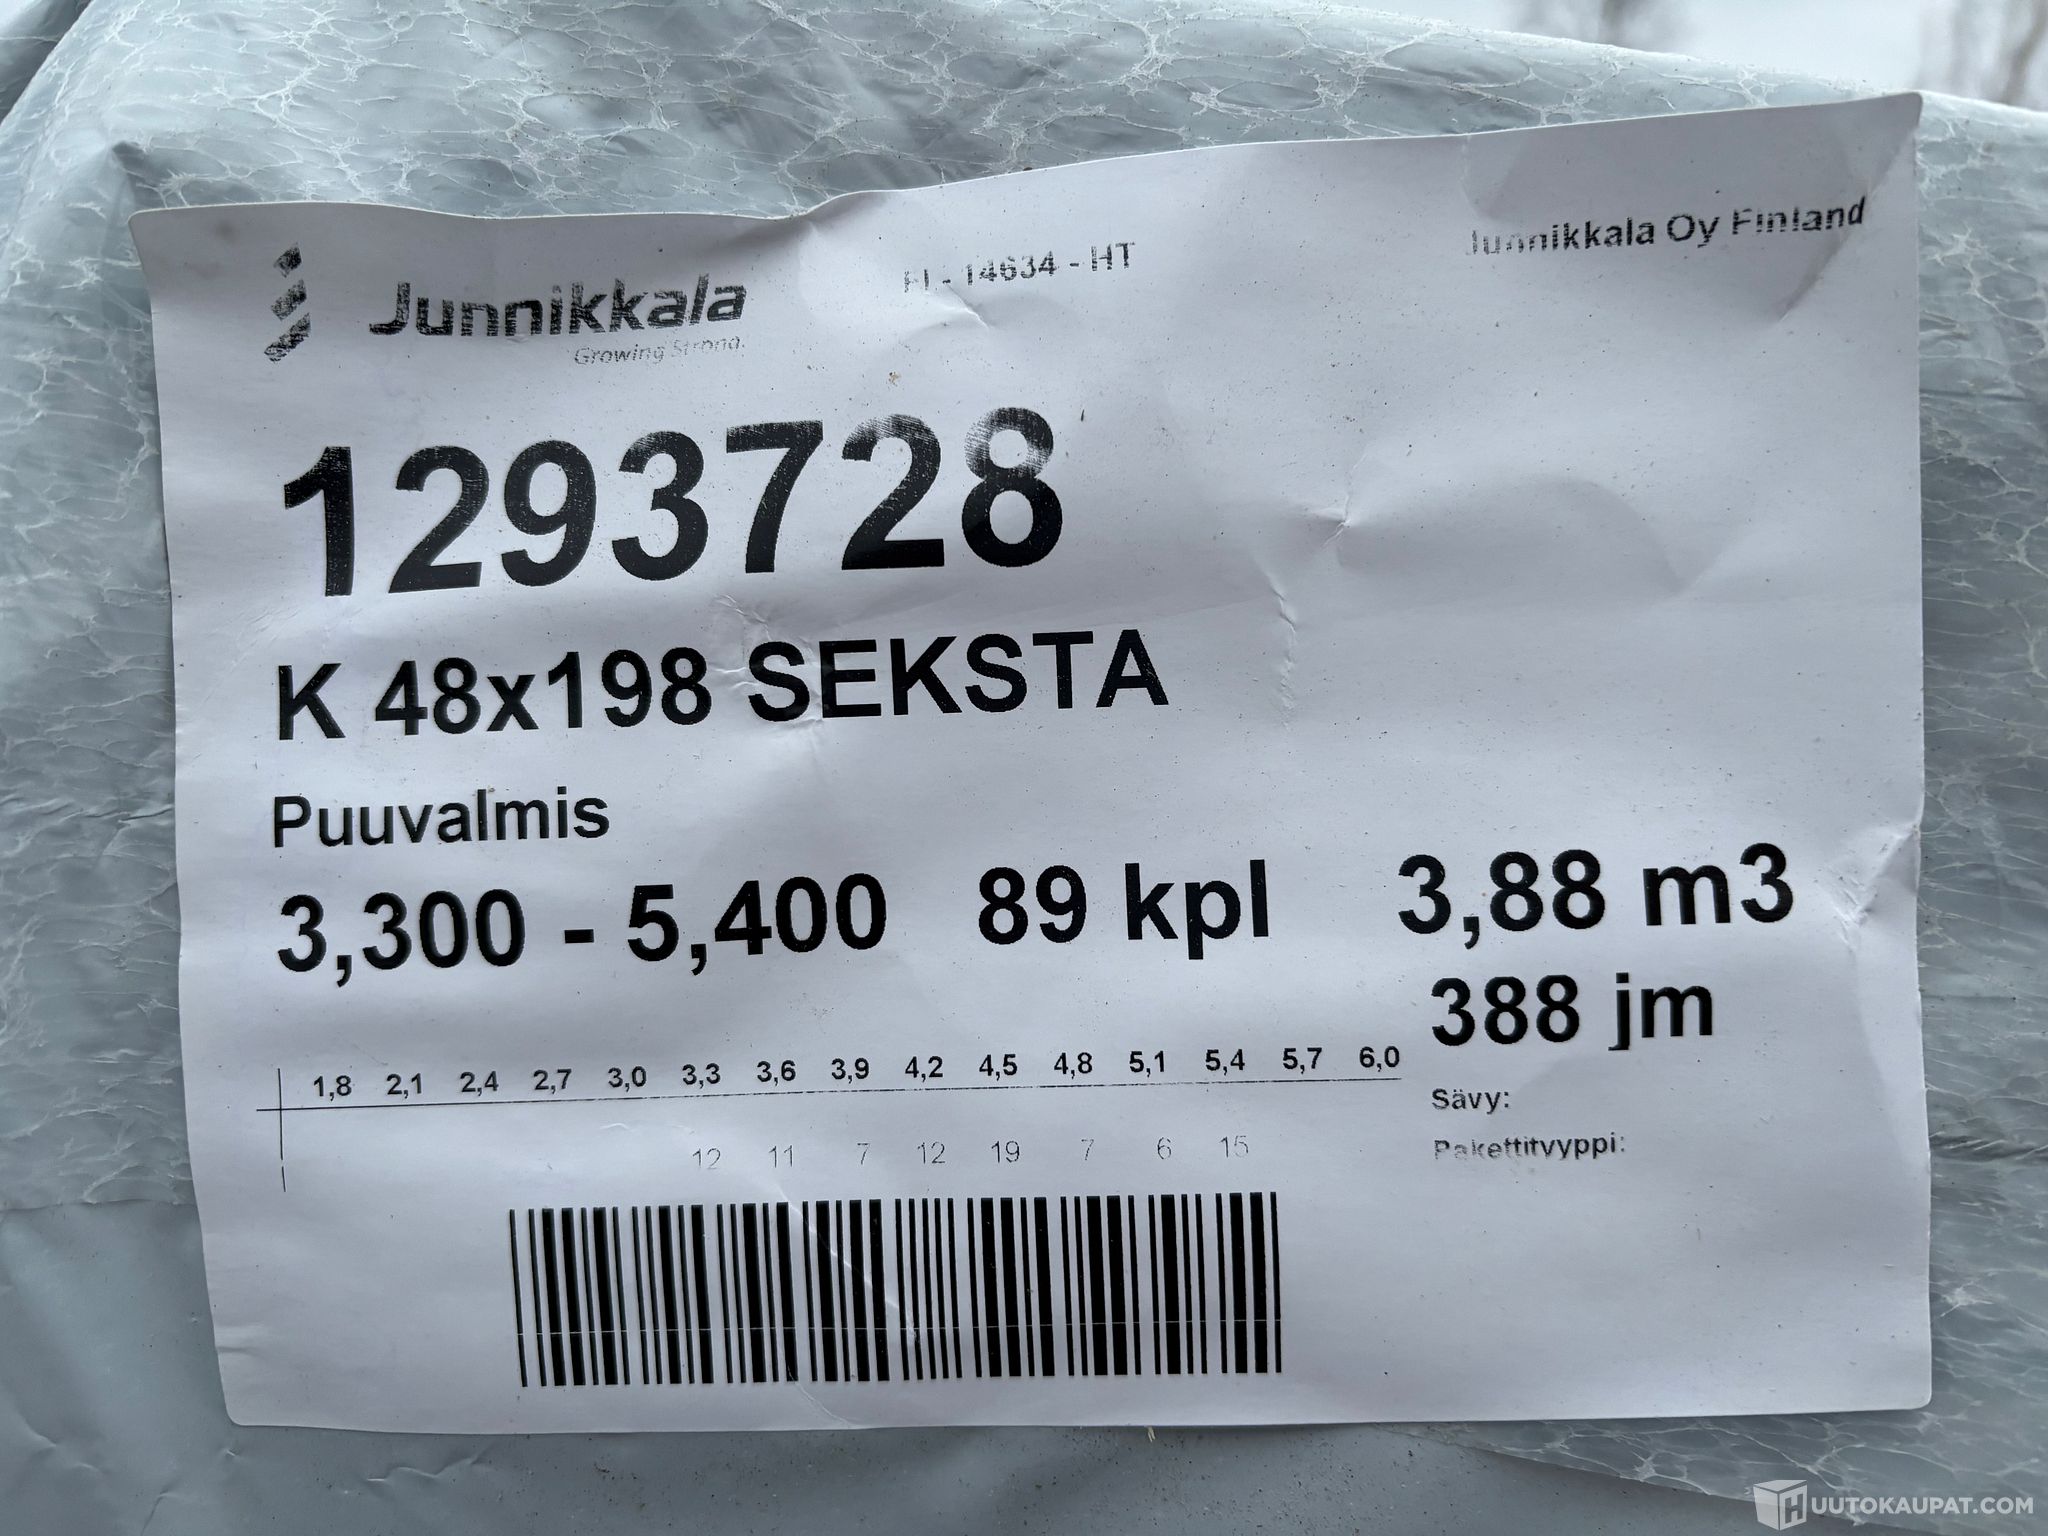 Junnikkala
Growing Strong.
FI - 14634 - HT
Junnikkala Oy Finland
1293728
K 48x198 SEKSTA
Puuvalmis
3,300 - 5,400 89 kpl 3,88 m3
388 jm
1,8 2,1 2,4 2,7 3,0 3,3 3,6 3,9 4,2 4,5 4,8 5,1 5,4 5,7 6,0
12 11 7 12 19 7 6 15
Sävy:
Pakettityyppi:
HUUTOKAUPAT.COM